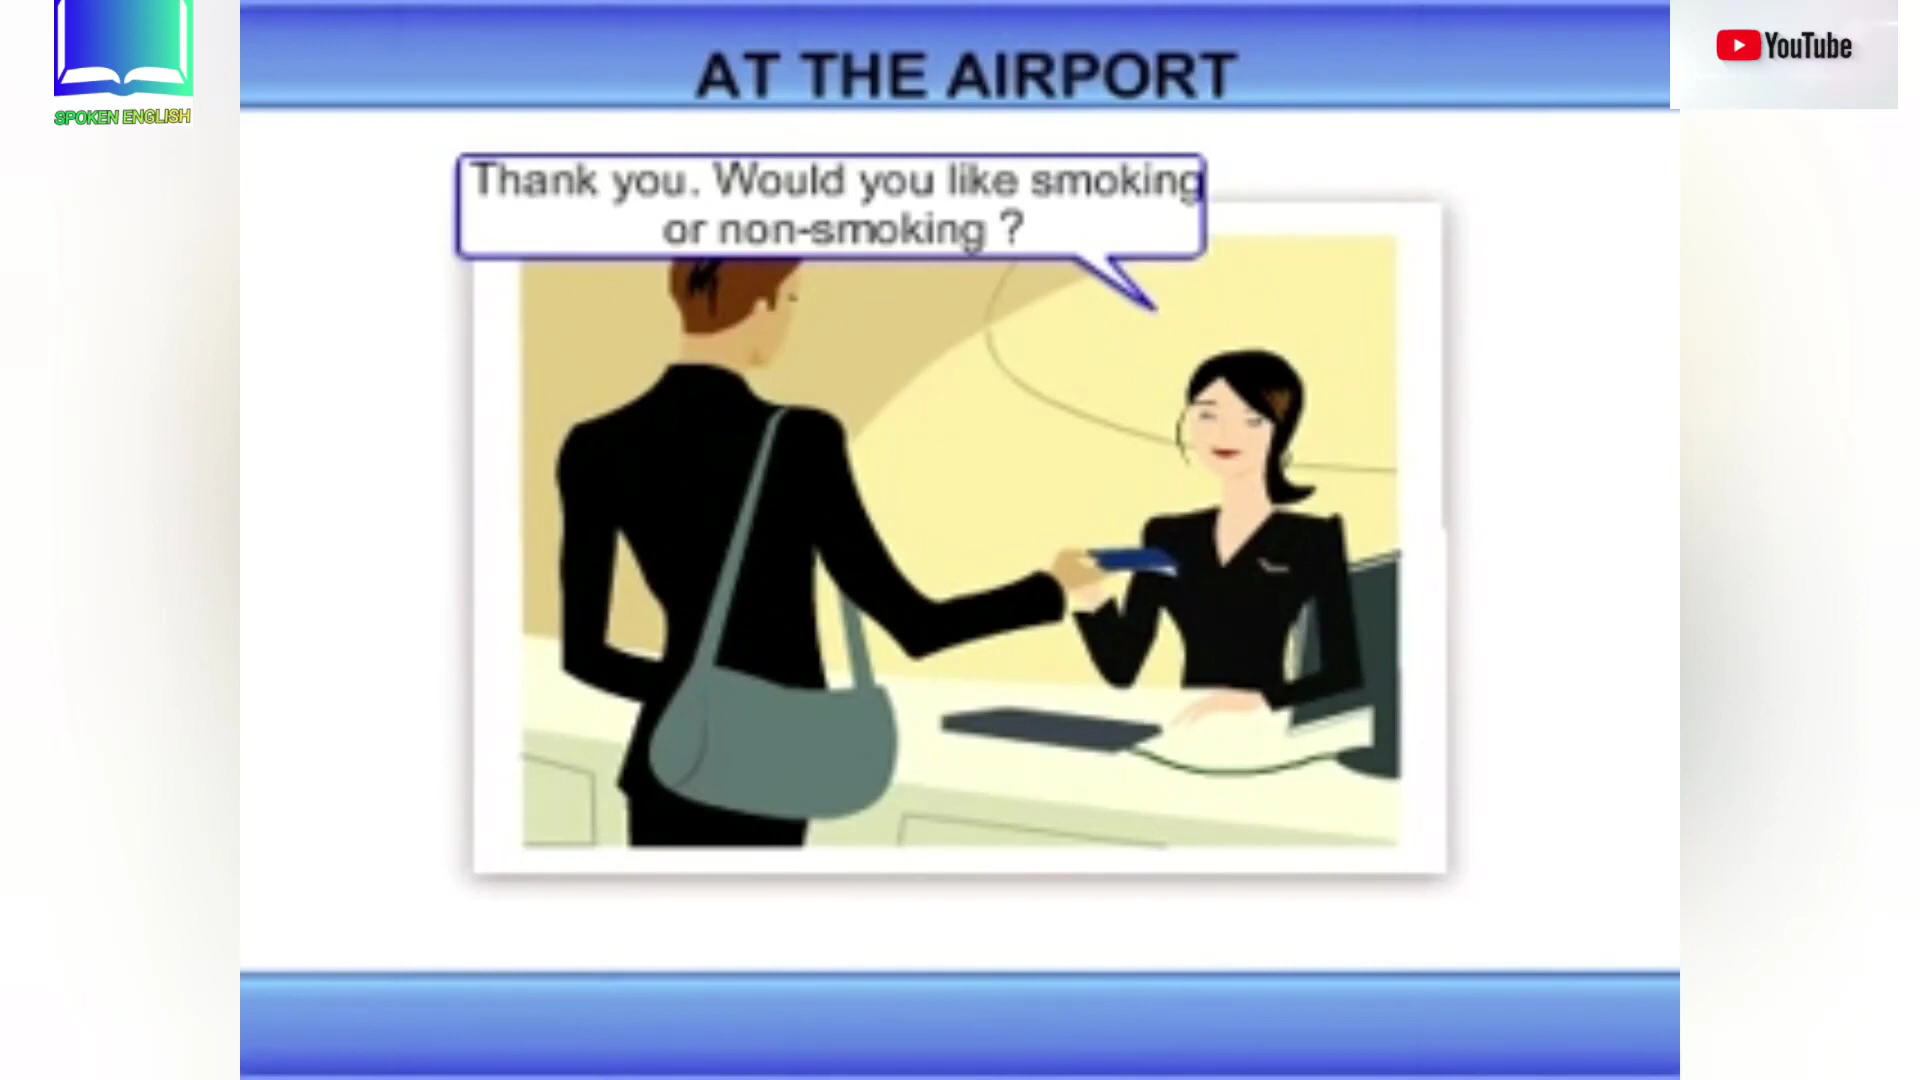 AT THE AIRPORT
YouTube
SPOKEN ENGLISH
Thank you. Would you like smoking
or non-smoking ?